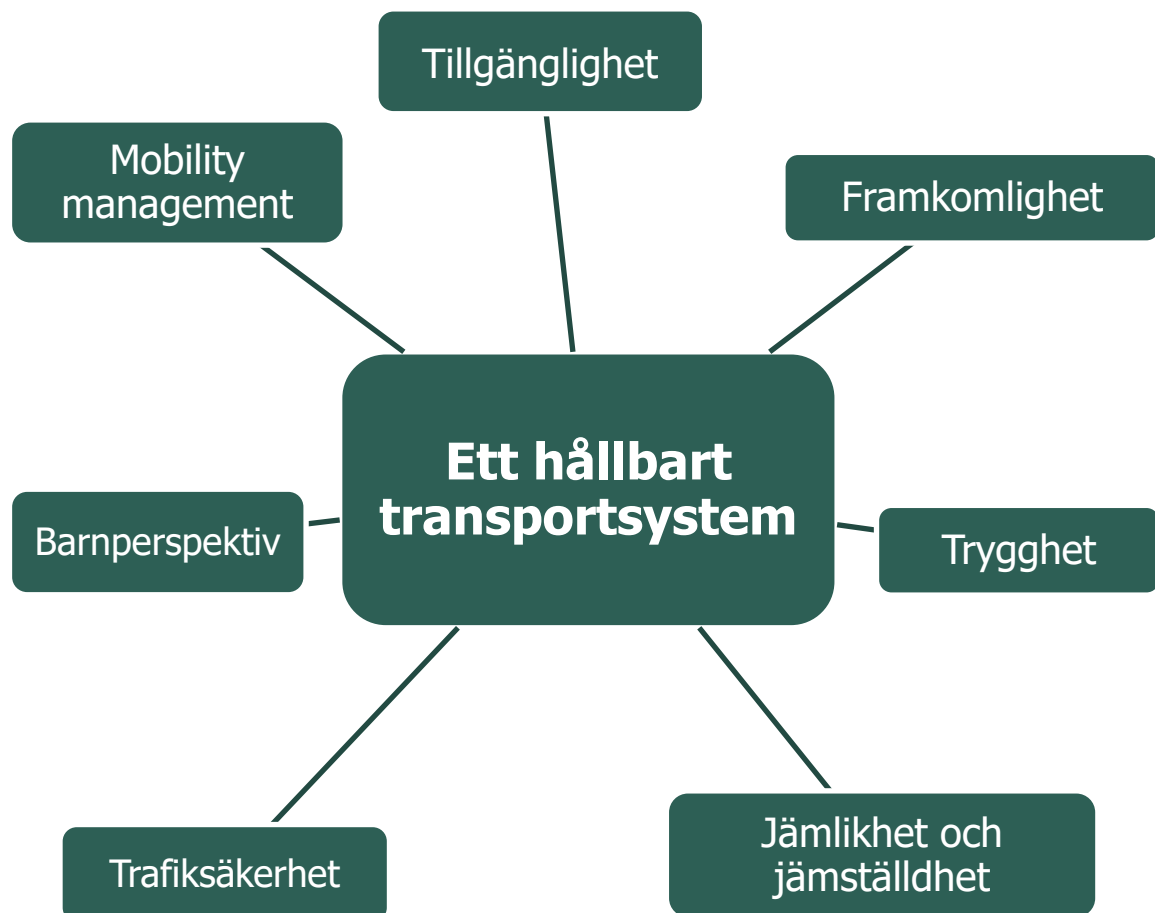 Tillgänglighet
Mobility
management
Framkomlighet
Ett hållbart
transportsystem
Barnperspektiv
Trygghet
Trafiksäkerhet
Jämlikhet och
jämställdhet